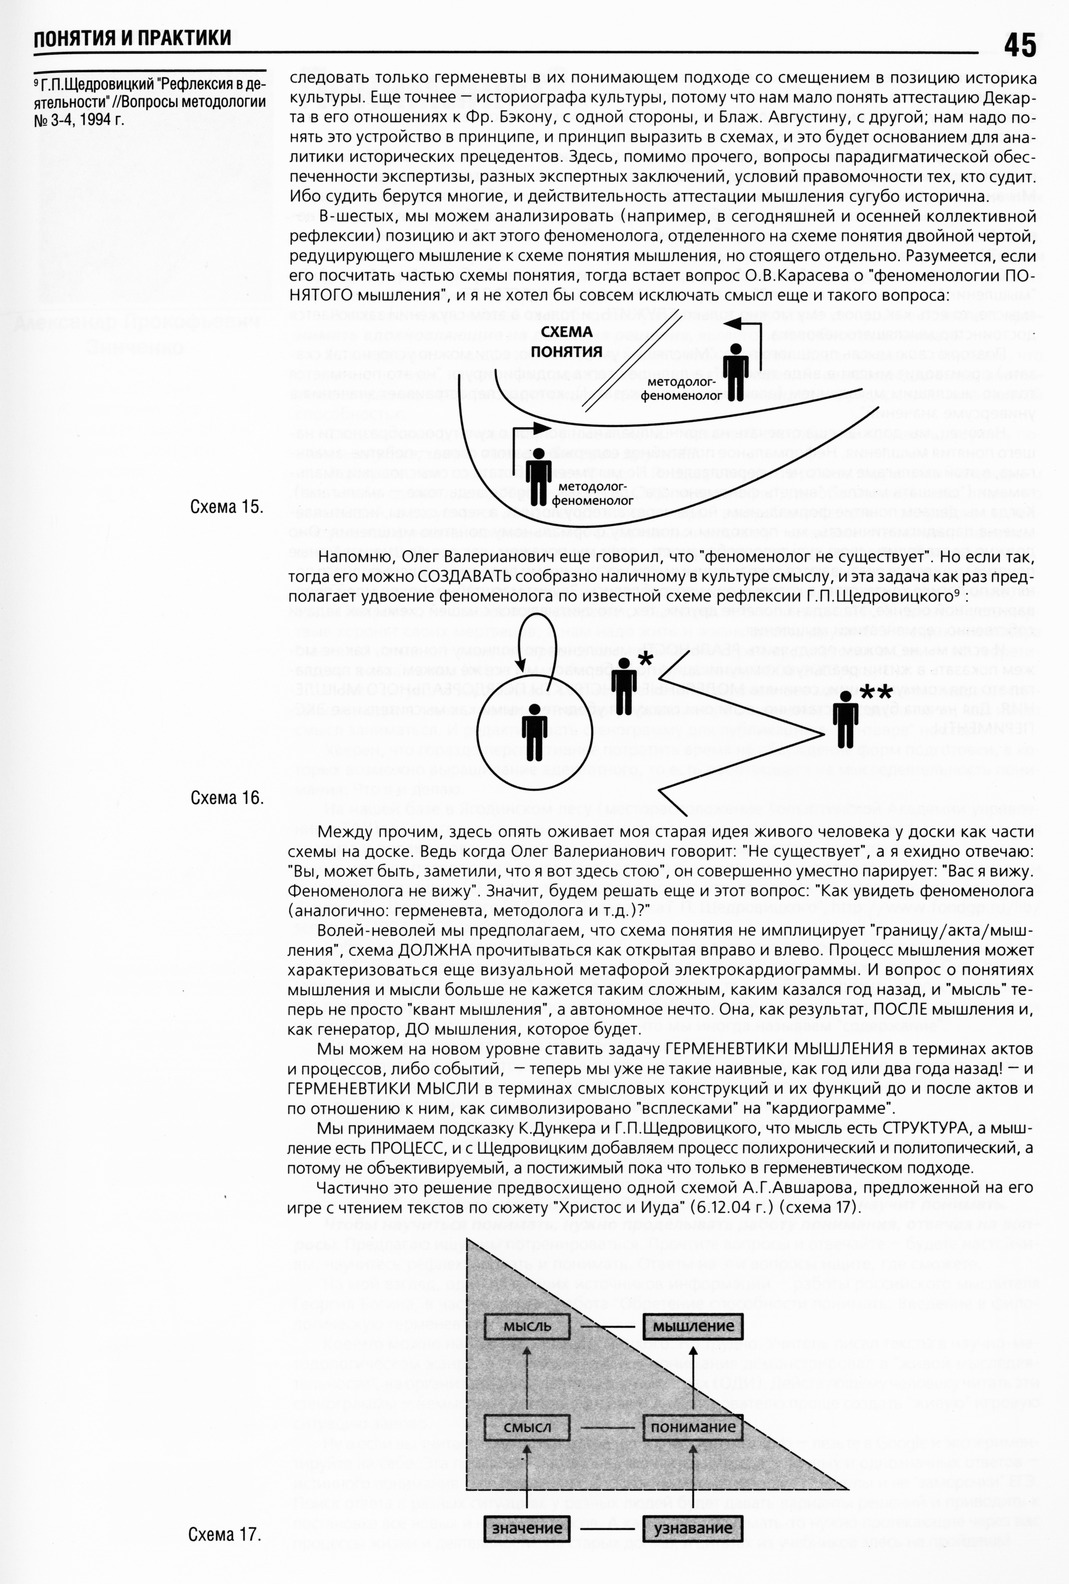 ПОНЯТИЯ И ПРАКТИКИ
45
⁹ Г.П.Щедровицкий "Рефлексия в де-
ятельности" //Вопросы методологии
№ 3-4, 1994 г.
следовать только герменевты в их понимающем подходе со смещением в позицию историка
культуры. Еще точнее — историографа культуры, потому что нам мало понять аттестацию Декар-
та в его отношениях к Фр. Бэкону, с одной стороны, и Блаж. Августину, с другой; нам надо по-
нять это устройство в принципе, и принцип выразить в схемах, и это будет основанием для ана-
литики исторических прецедентов. Здесь, помимо прочего, вопросы парадигматической обес-
печенности экспертизы, разных экспертных заключений, условий правомочности тех, кто судит.
Ибо судить берутся многие, и действительность аттестации мышления сугубо исторична.
В-шестых, мы можем анализировать (например, в сегодняшней и осенней коллективной
рефлексии) позицию и акт этого феноменолога, отделенного на схеме понятия двойной чертой,
редуцирующего мышление к схеме понятия мышления, но стоящего отдельно. Разумеется, если
его посчитать частью схемы понятия, тогда встает вопрос О.В.Карасева о "феноменологии ПО-
НЯТОГО мышления", и я не хотел бы совсем исключать смысл еще и такого вопроса:
СХЕМА
ПОНЯТИЯ
методолог-
феноменолог
методолог-
феноменолог
Схема 15.
Напомню, Олег Валерианович еще говорил, что "феноменолог не существует". Но если так,
тогда его можно СОЗДАВАТЬ сообразно наличному в культуре смыслу, и эта задача как раз пред-
полагает удвоение феноменолога по известной схеме рефлексии Г.П.Щедровицкого⁹ :
*
**
Схема 16.
Между прочим, здесь опять оживает моя старая идея живого человека у доски как части
схемы на доске. Ведь когда Олег Валерианович говорит: "Не существует", а я ехидно отвечаю:
"Вы, может быть, заметили, что я вот здесь стою", он совершенно уместно парирует: "Вас я вижу.
Феноменолога не вижу". Значит, будем решать еще и этот вопрос: "Как увидеть феноменолога
(аналогично: герменевта, методолога и т.д.)?"
Волей-неволей мы предполагаем, что схема понятия не имплицирует "границу/акта/мыш-
ления", схема ДОЛЖНА прочитываться как открытая вправо и влево. Процесс мышления может
характеризоваться еще визуальной метафорой электрокардиограммы. И вопрос о понятиях
мышления и мысли больше не кажется таким сложным, каким казался год назад, и "мысль" те-
перь не просто "квант мышления", а автономное нечто. Она, как результат, ПОСЛЕ мышления и,
как генератор, ДО мышления, которое будет.
Мы можем на новом уровне ставить задачу ГЕРМЕНЕВТИКИ МЫШЛЕНИЯ в терминах актов
и процессов, либо событий, — теперь мы уже не такие наивные, как год или два года назад! — и
ГЕРМЕНЕВТИКИ МЫСЛИ в терминах смысловых конструкций и их функций до и после актов и
по отношению к ним, как символизировано "всплесками" на "кардиограмме".
Мы принимаем подсказку К.Дункера и Г.П.Щедровицкого, что мысль есть СТРУКТУРА, а мыш-
ление есть ПРОЦЕСС, и с Щедровицким добавляем процесс полихронический и политопический, а
потому не объективируемый, а постижимый пока что только в герменевтическом подходе.
Частично это решение предвосхищено одной схемой А.Г.Авшарова, предложенной на его
игре с чтением текстов по сюжету "Христос и Иуда" (6.12.04 г.) (схема 17).
мысль
мышление
смысл
понимание
значение
узнавание
Схема 17.